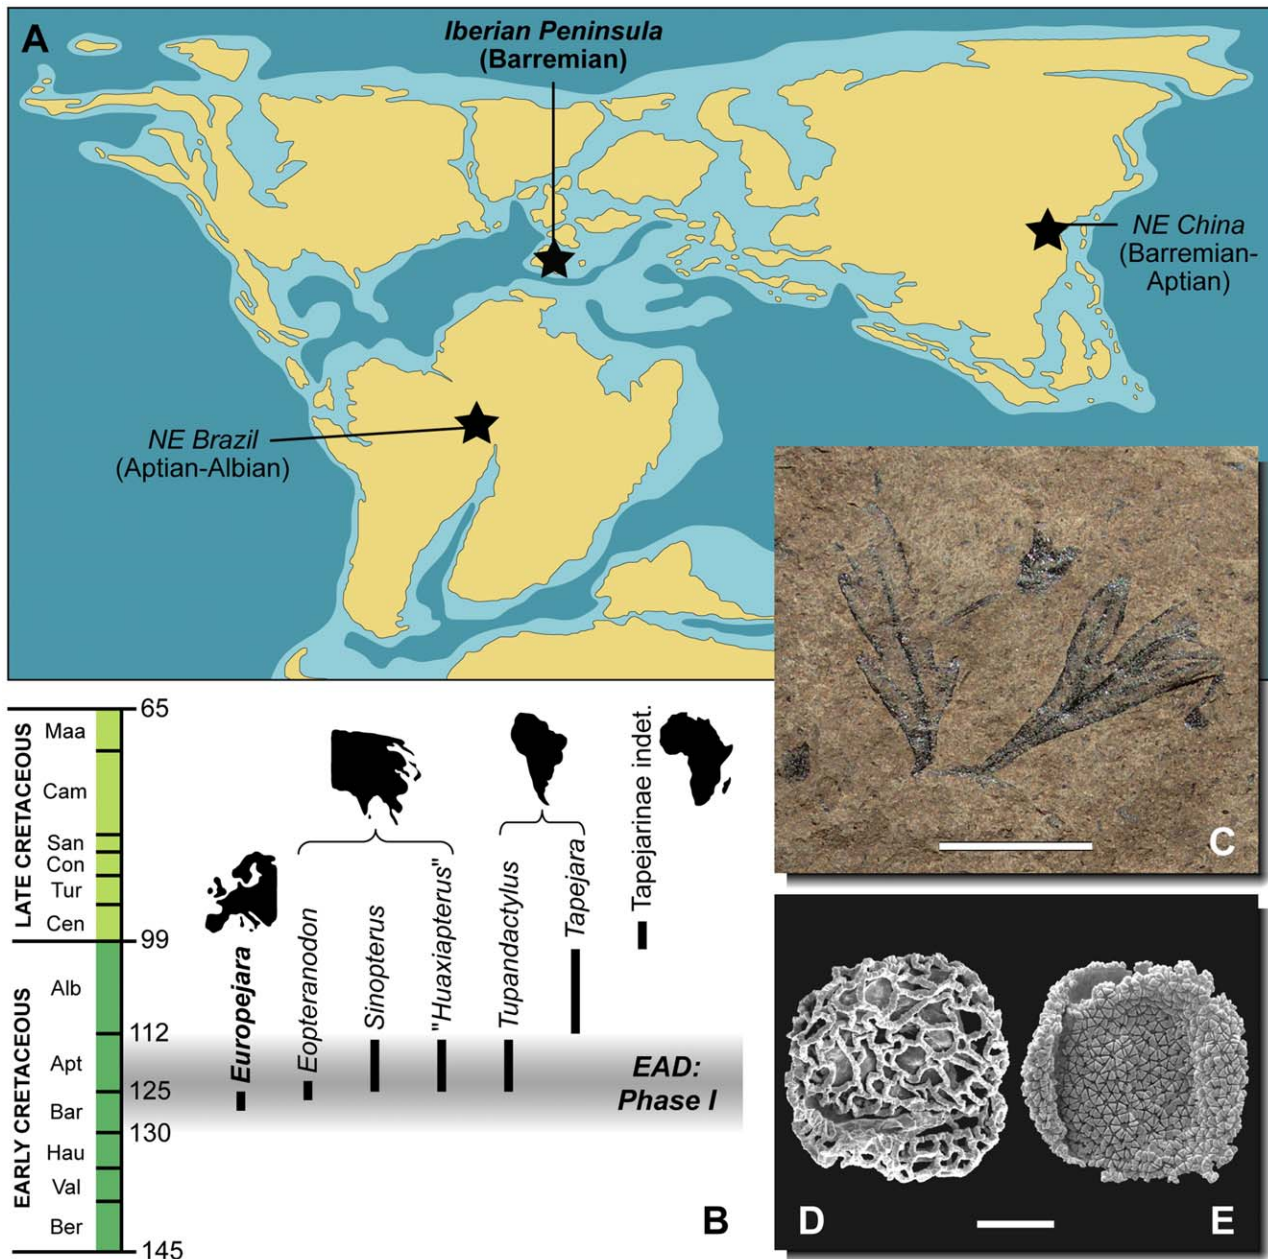 A
Iberian Peninsula
(Barremian)
NE China
(Barremian-
Aptian)
NE Brazil
(Aptian-Albian)
C
65
LATE CRETACEOUS
Maa
Cam
San
Con
Tur
Cen
99
EARLY CRETACEOUS
Alb
112
Apt
125
Bar
130
Hau
Val
Ber
145
Europejara
Eopteranodon
Sinopterus
"Huaxiapterus"
Tupandactylus
Tapejara
Tapejarinae indet.
EAD:
Phase I
B
D
E